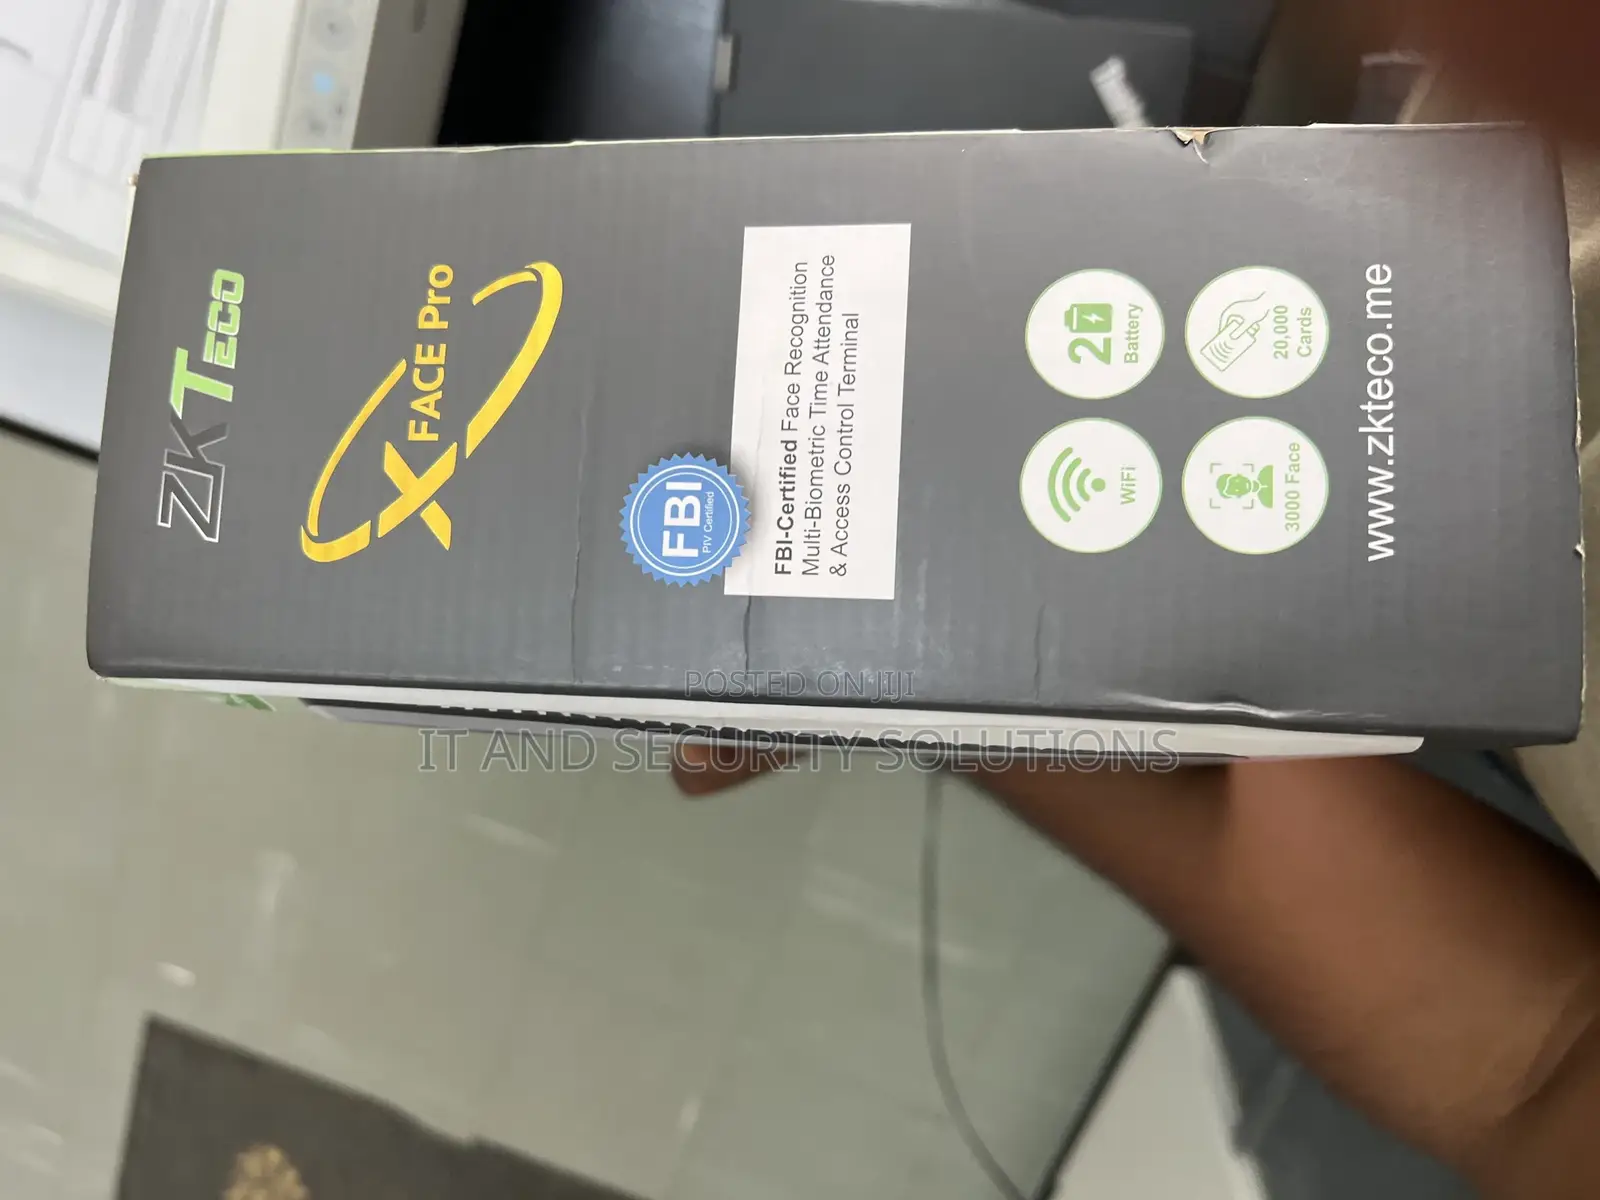 ZKTeco
X FACE Pro
FBI
PIV Certified
FBI-Certified Face Recognition
Multi-Biometric Time Attendance
& Access Control Terminal
WiFi
2
Battery
3000 Face
20,000
Cards
www.zkteco.me
POSTED ON JIJI
IT AND SECURITY SOLUTIONS